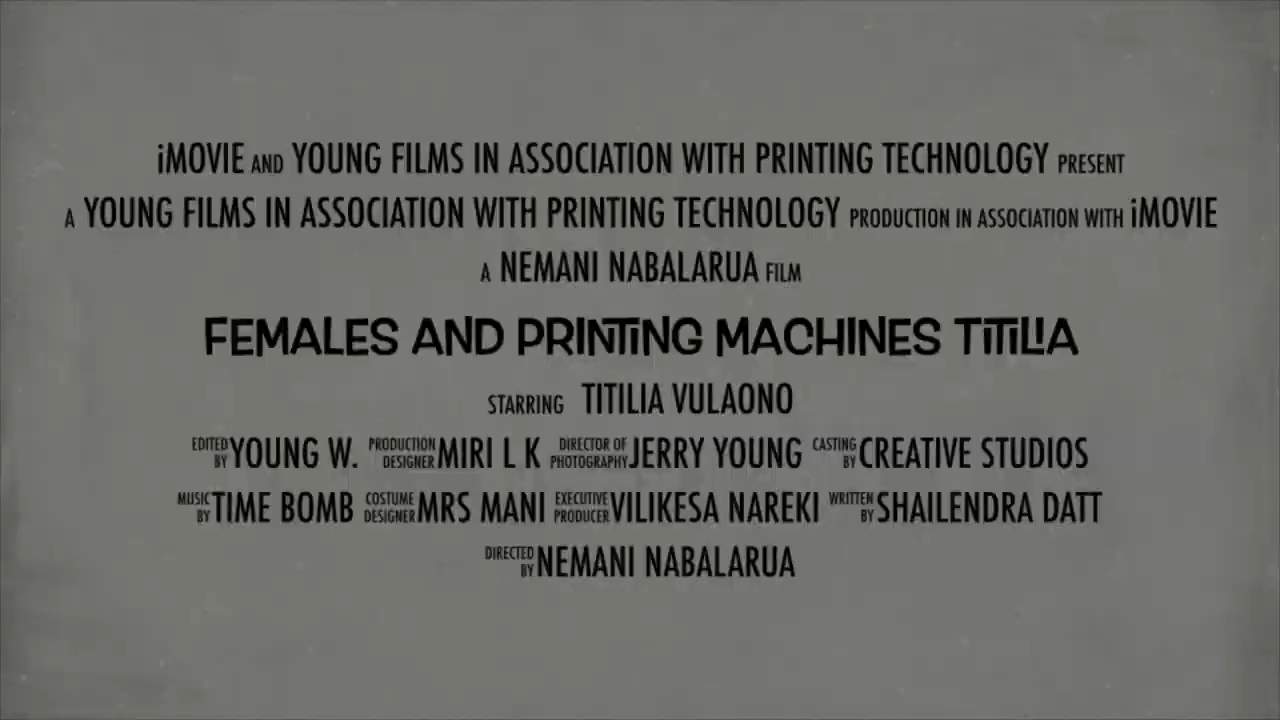 iMOVIE AND YOUNG FILMS IN ASSOCIATION WITH PRINTING TECHNOLOGY PRESENT
A YOUNG FILMS IN ASSOCIATION WITH PRINTING TECHNOLOGY PRODUCTION IN ASSOCIATION WITH iMOVIE
A NEMANI NABALARUA FILM
FEMALES AND PRINTING MACHINES TITILIA
STARRING TITILIA VULAONO
EDITED BY YOUNG W. PRODUCTION DESIGNER MIRI L K DIRECTOR OF PHOTOGRAPHY JERRY YOUNG CASTING BY CREATIVE STUDIOS
MUSIC BY TIME BOMB COSTUME DESIGNER MRS MANI EXECUTIVE PRODUCER VILIKESA NAREKI WRITTEN BY SHAILENDRA DATT
DIRECTED BY NEMANI NABALARUA